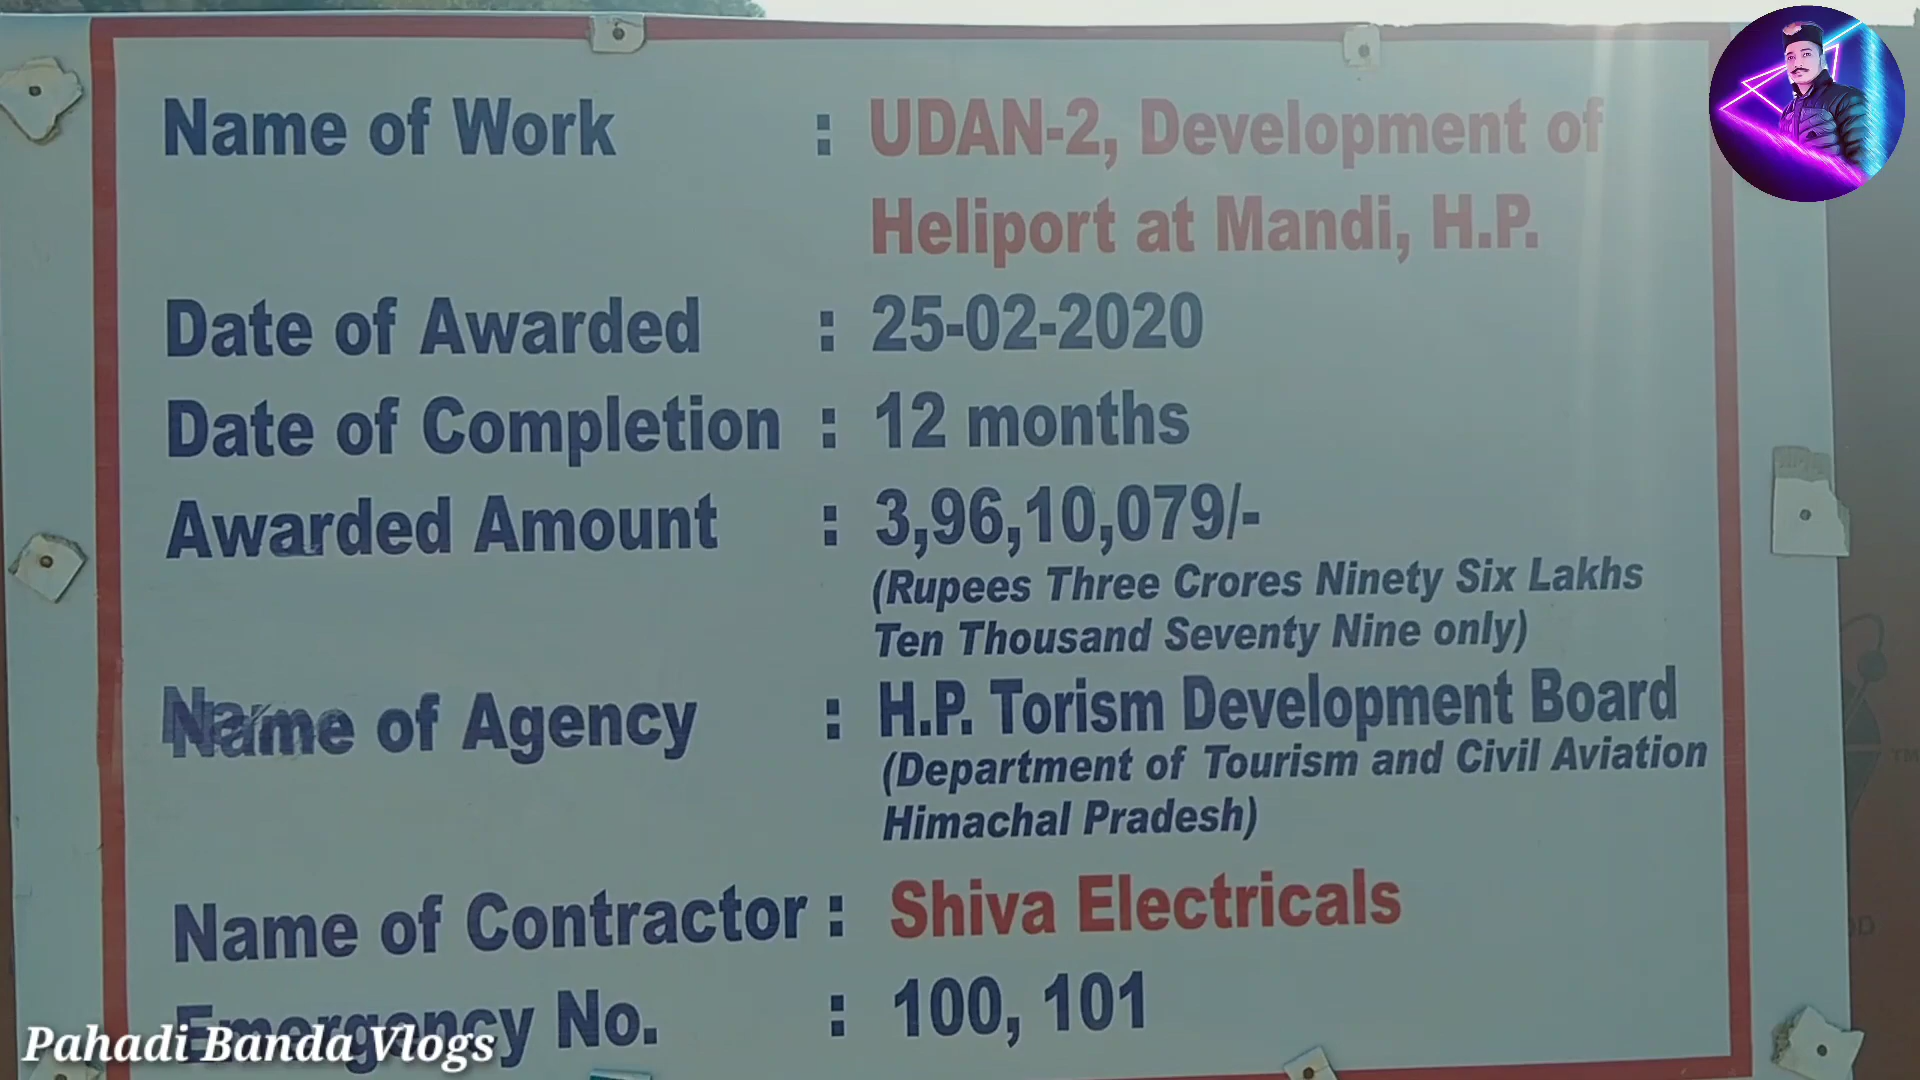 Name of Work : UDAN-2, Development of
Heliport at Mandi, H.P.
Date of Awarded : 25-02-2020
Date of Completion : 12 months
Awarded Amount : 3,96,10,079/-
(Rupees Three Crores Ninety Six Lakhs
Ten Thousand Seventy Nine only)
Name of Agency : H.P. Torism Development Board
(Department of Tourism and Civil Aviation
Himachal Pradesh)
Name of Contractor : Shiva Electricals
Emergency No. : 100, 101
Pahadi Banda Vlogs